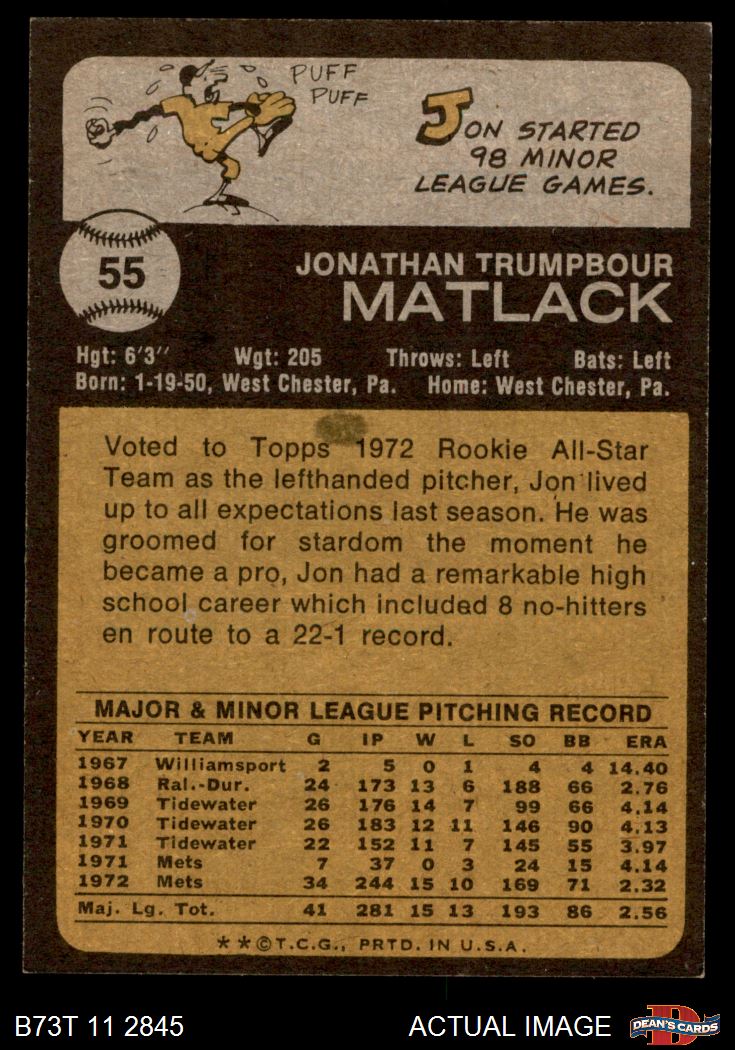 PUFF
PUFF
JON STARTED
98 MINOR
LEAGUE GAMES.
55
JONATHAN TRUMPBOUR
MATLACK
Hgt: 6'3" Wgt: 205 Throws: Left Bats: Left
Born: 1-19-50, West Chester, Pa. Home: West Chester, Pa.
Voted to Topps 1972 Rookie All-Star
Team as the lefthanded pitcher, Jon lived
up to all expectations last season. He was
groomed for stardom the moment he
became a pro, Jon had a remarkable high
school career which included 8 no-hitters
en route to a 22-1 record.
MAJOR & MINOR LEAGUE PITCHING RECORD
YEAR TEAM G IP W L SO BB ERA
1967 Williamsport 2 5 0 1 4 4 14.40
1968 Ral.-Dur. 24 173 13 6 188 66 2.76
1969 Tidewater 26 176 14 7 99 66 4.14
1970 Tidewater 26 183 12 11 146 90 4.13
1971 Tidewater 22 152 11 7 145 55 3.97
1971 Mets 7 37 0 3 24 15 4.14
1972 Mets 34 244 15 10 169 71 2.32
Maj. Lg. Tot. 41 281 15 13 193 86 2.56
**©T.C.G., PRTD. IN U.S.A.
B73T 11 2845 ACTUAL IMAGE D DEAN'S CARDS